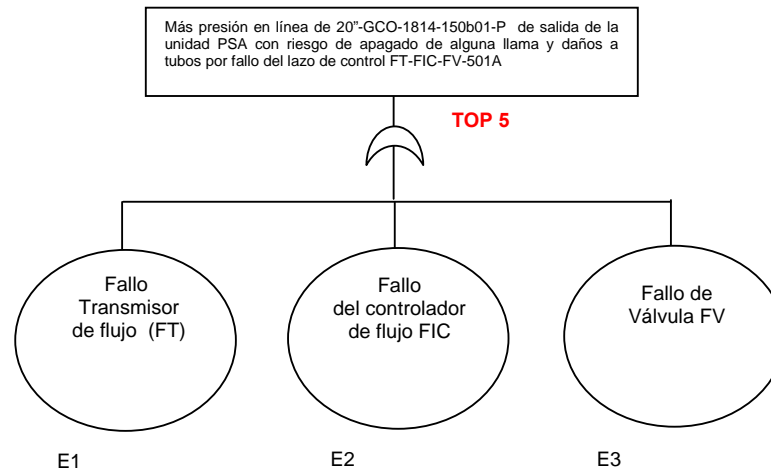 Más presión en línea de 20”-GCO-1814-150b01-P de salida de la
unidad PSA con riesgo de apagado de alguna llama y daños a
tubos por fallo del lazo de control FT-FIC-FV-501A
TOP 5
Fallo
Transmisor
de flujo (FT)
Fallo
del controlador
de flujo FIC
Fallo de
Válvula FV
E1
E2
E3